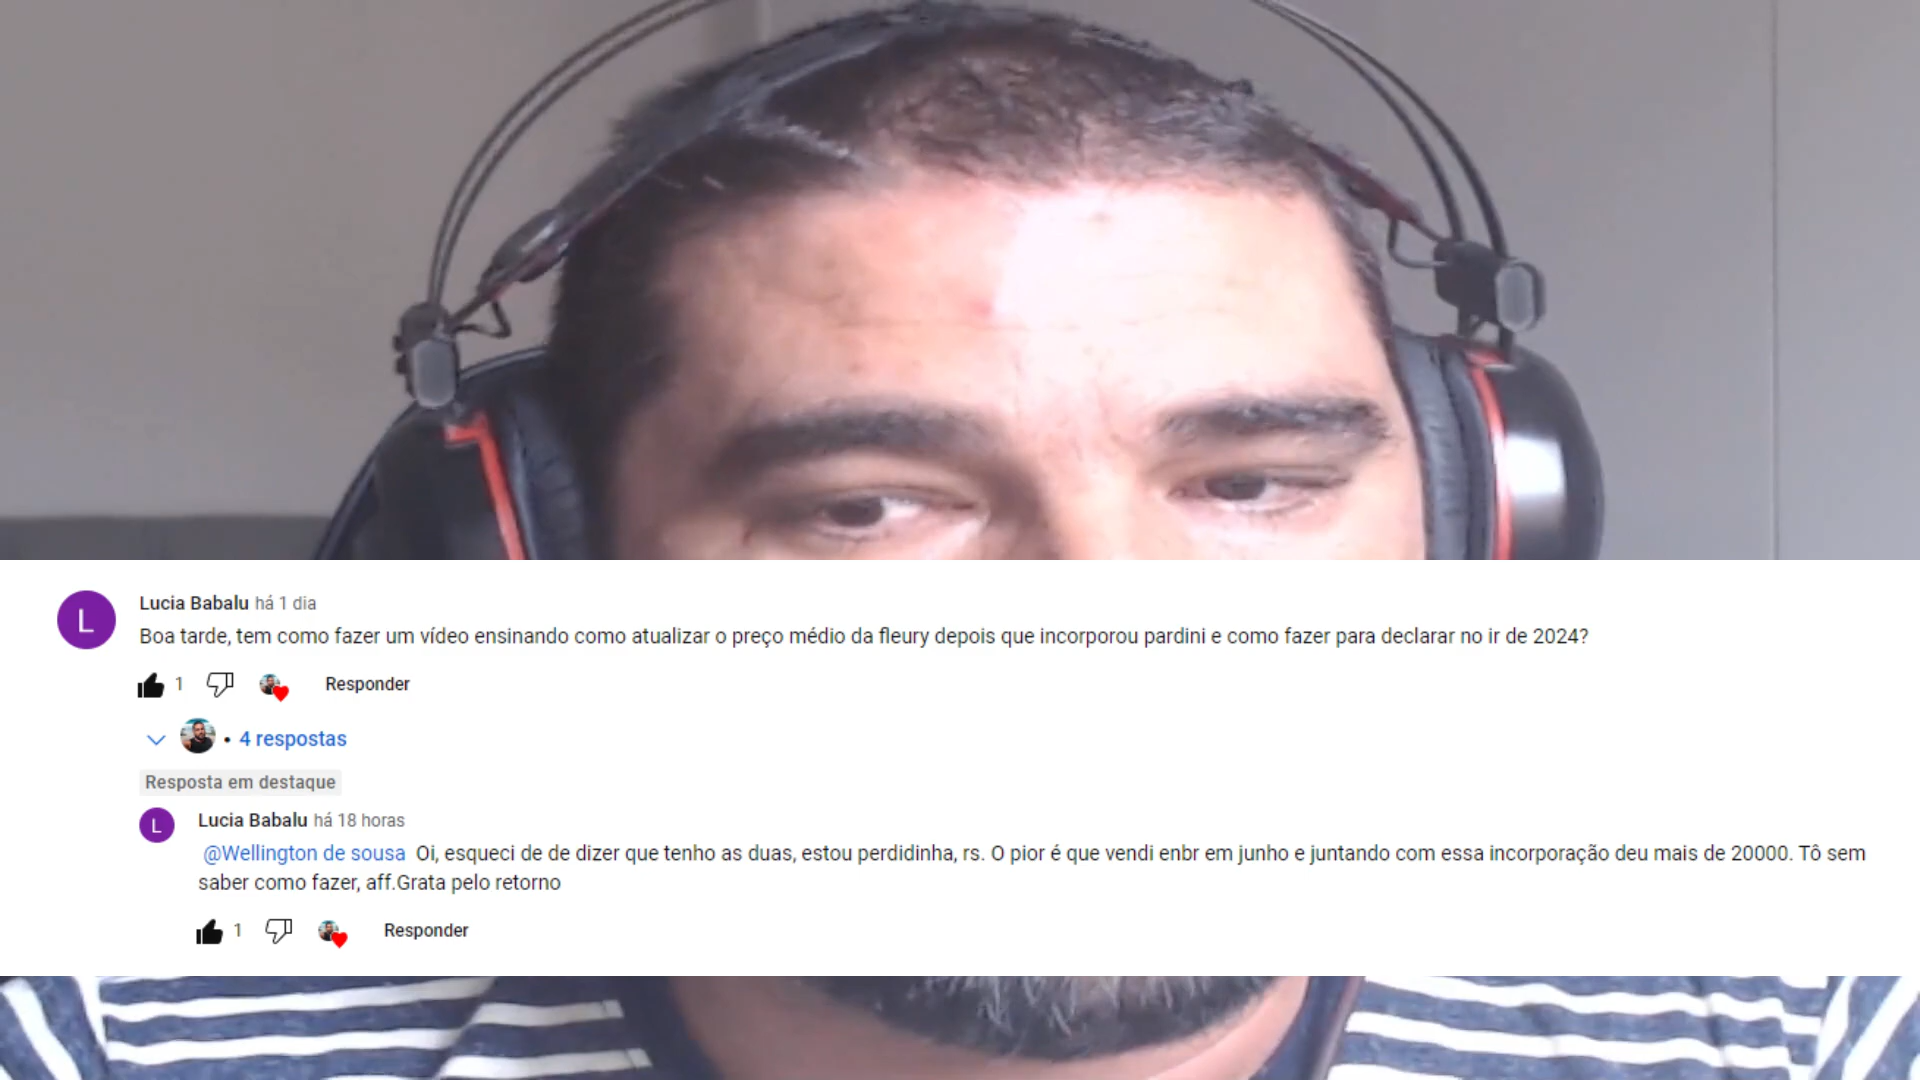 L
Lucia Babalu há 1 dia
Boa tarde, tem como fazer um vídeo ensinando como atualizar o preço médio da fleury depois que incorporou pardini e como fazer para declarar no ir de 2024?
1 Responder
• 4 respostas
Resposta em destaque
L
Lucia Babalu há 18 horas
@Wellington de sousa Oi, esqueci de de dizer que tenho as duas, estou perdidinha, rs. O pior é que vendi enbr em junho e juntando com essa incorporação deu mais de 20000. Tô sem
saber como fazer, aff.Grata pelo retorno
1 Responder